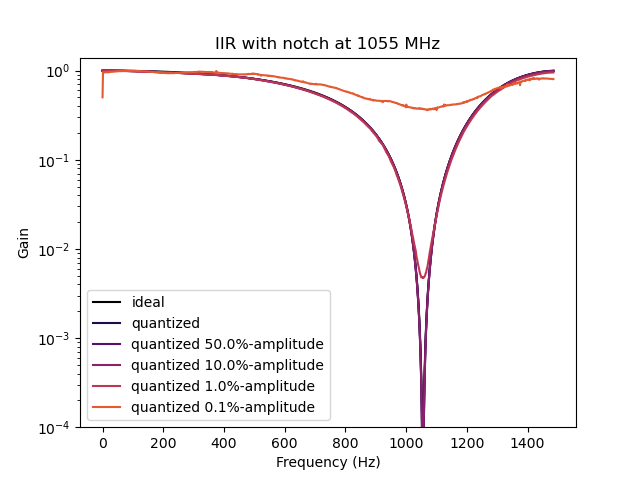 IIR with notch at 1055 MHz
10⁰
10⁻¹
10⁻²
10⁻³
10⁻⁴
Gain
ideal
quantized
quantized 50.0%-amplitude
quantized 10.0%-amplitude
quantized 1.0%-amplitude
quantized 0.1%-amplitude
0 200 400 600 800 1000 1200 1400
Frequency (Hz)